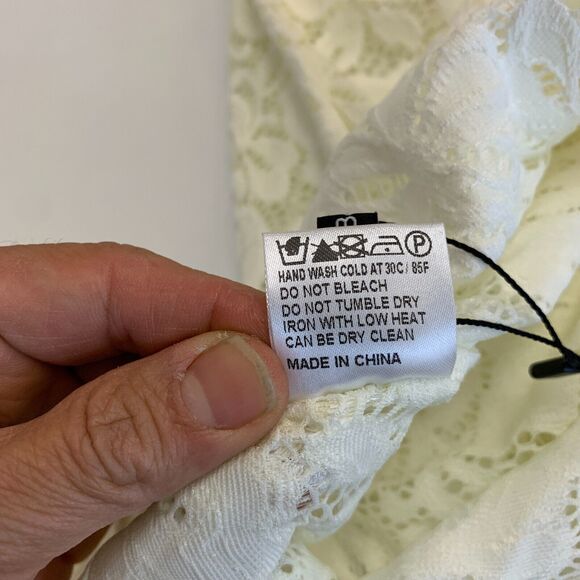 8
P
HAND WASH COLD AT 30C / 85F
DO NOT BLEACH
DO NOT TUMBLE DRY
IRON WITH LOW HEAT
CAN BE DRY CLEAN
MADE IN CHINA